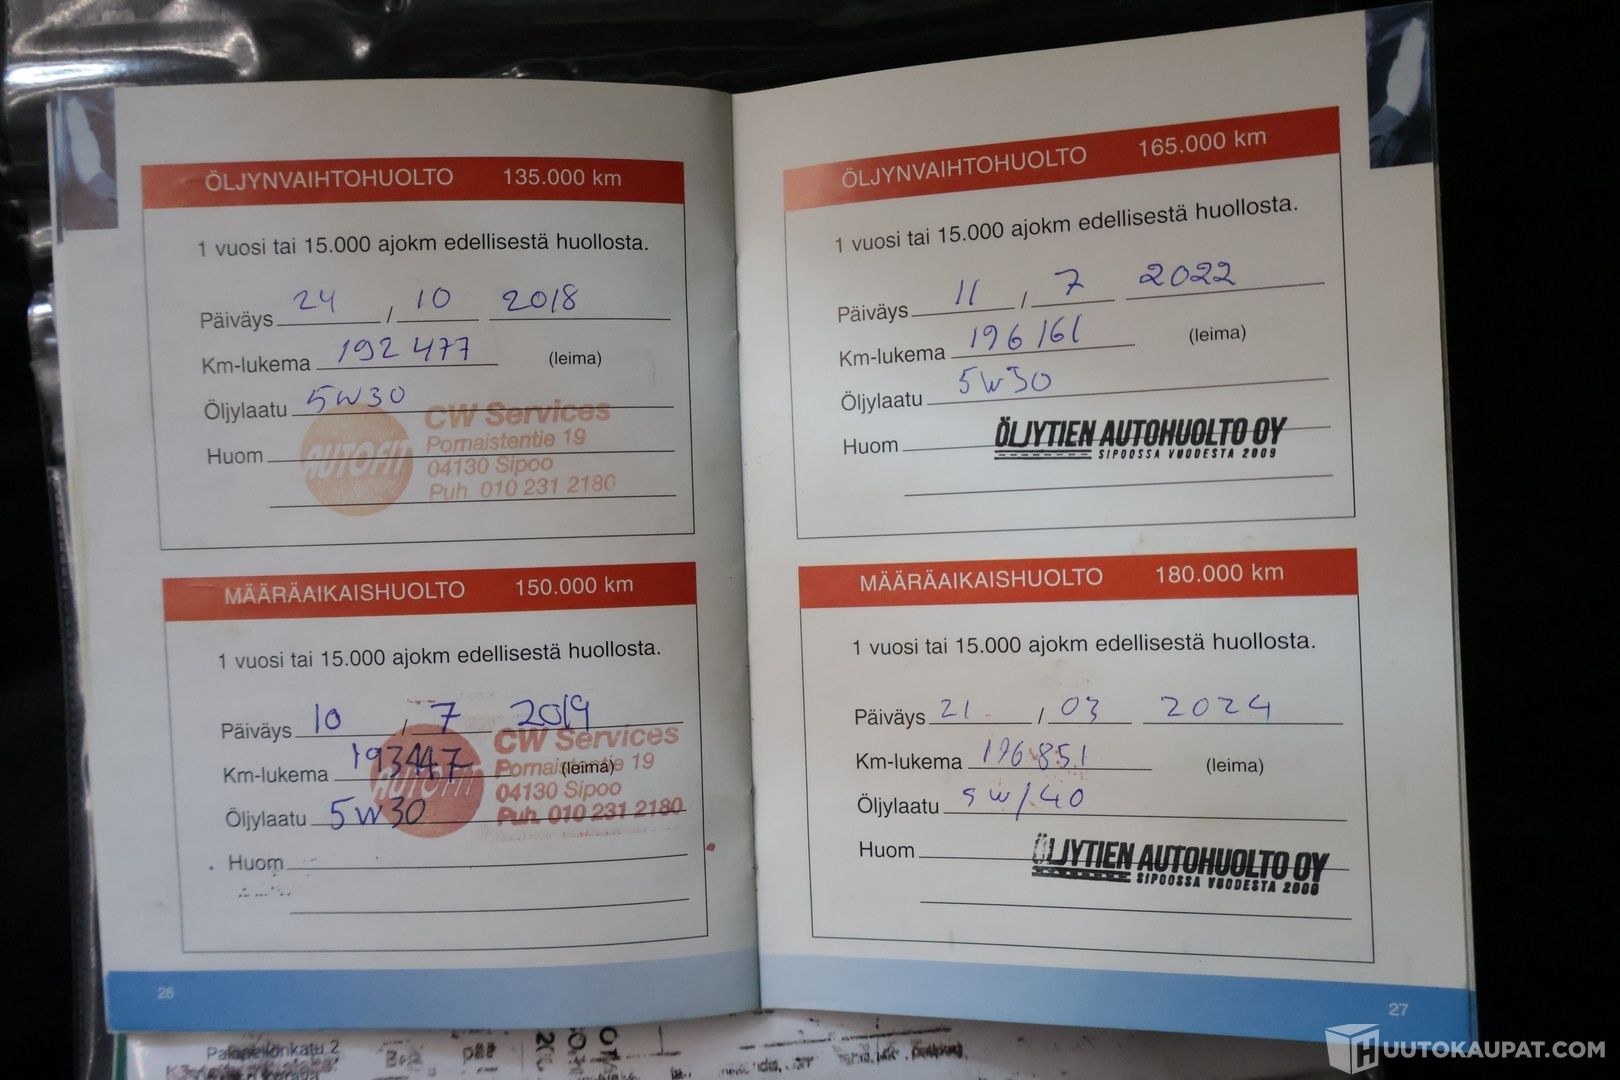 ÖLJYNVAIHTOHUOLTO 135.000 km
1 vuosi tai 15.000 ajokm edellisestä huollosta.
Päiväys 24 / 10 2018
Km-lukema 192 477 (leima)
Öljylaatu 5W30
Huom
AUTOFIT
CW Services
Pornaistentie 19
04130 Sipoo
Puh. 010 231 2180
MÄÄRÄAIKAISHUOLTO 150.000 km
1 vuosi tai 15.000 ajokm edellisestä huollosta.
Päiväys 10 / 7 2019
Km-lukema 193447 (leima)
Öljylaatu 5W30
Huom
AUTOFIT
CW Services
Pornaistentie 19
04130 Sipoo
Puh. 010 231 2180
26
ÖLJYNVAIHTOHUOLTO 165.000 km
1 vuosi tai 15.000 ajokm edellisestä huollosta.
Päiväys 11 / 7 2022
Km-lukema 196 161 (leima)
Öljylaatu 5W30
Huom
ÖLJYTIEN AUTOHUOLTO OY
SIPOOSSA VUODESTA 2009
MÄÄRÄAIKAISHUOLTO 180.000 km
1 vuosi tai 15.000 ajokm edellisestä huollosta.
Päiväys 21 / 03 2024
Km-lukema 196851 (leima)
Öljylaatu 5W/40
Huom
ÖLJYTIEN AUTOHUOLTO OY
SIPOOSSA VUODESTA 2009
27
HUUTOKAUPAT.COM